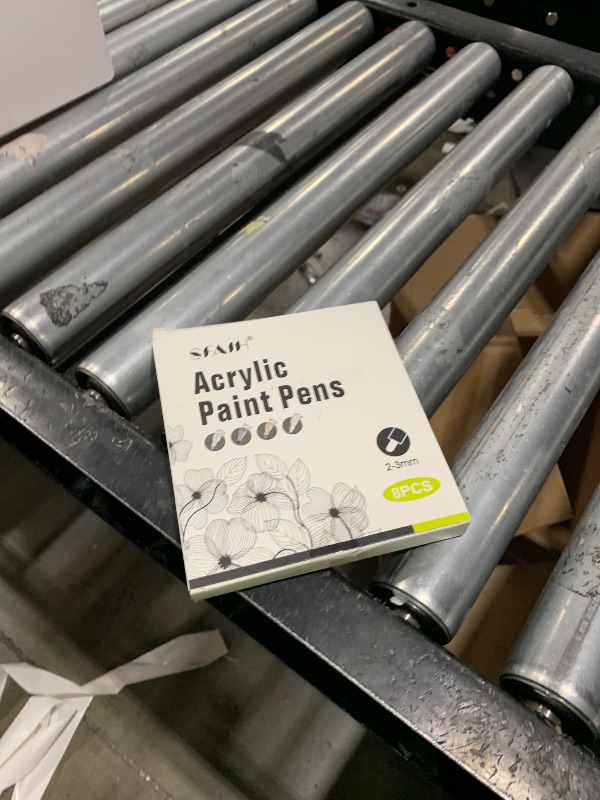 SFAIH®
Acrylic
Paint Pens
2-3mm
8PCS